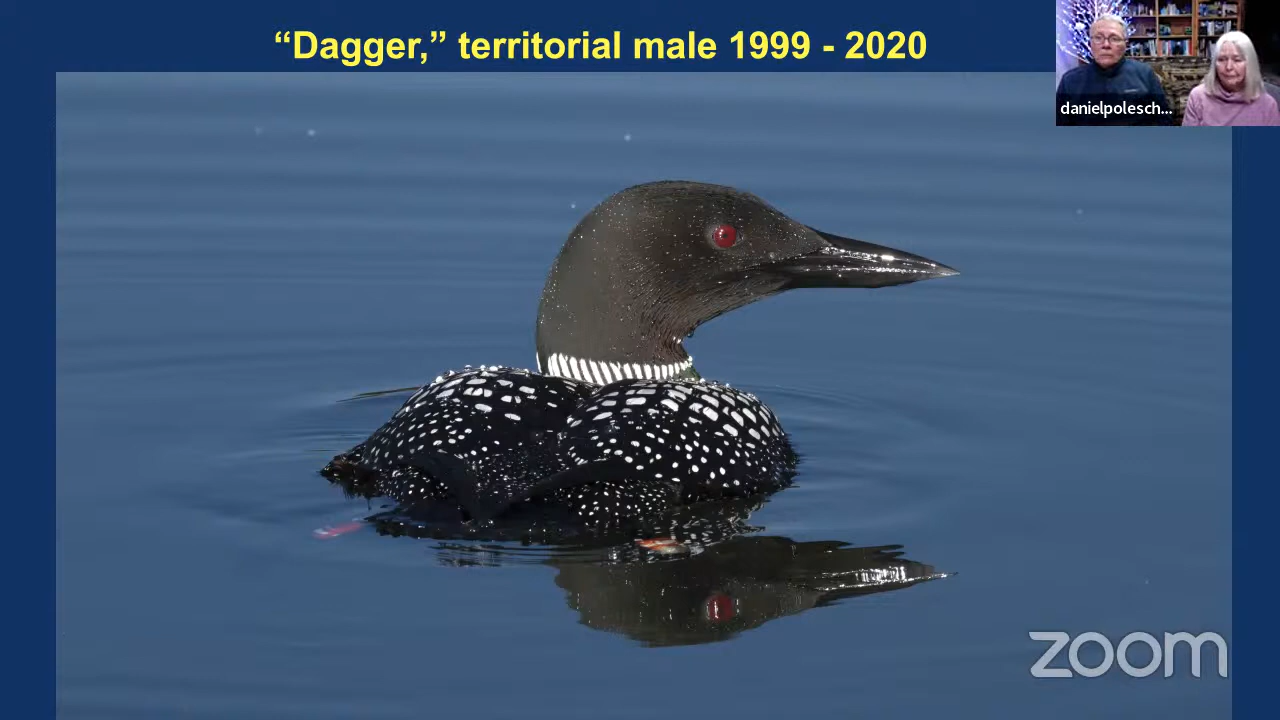 “Dagger,” territorial male 1999 - 2020
danielpolesch...
zoom